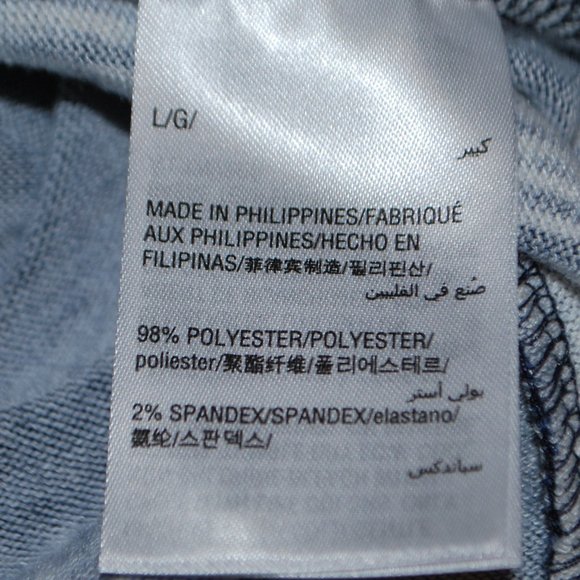 L/G/
كبير
MADE IN PHILIPPINES/FABRIQUÉ
AUX PHILIPPINES/HECHO EN
FILIPINAS/菲律宾制造/필리핀산/
صُنع في الفلبين
98% POLYESTER/POLYESTER/
poliester/聚酯纤维/폴리에스테르/
بولي أستر
2% SPANDEX/SPANDEX/elastano/
氨纶/스판덱스/
سباندكس